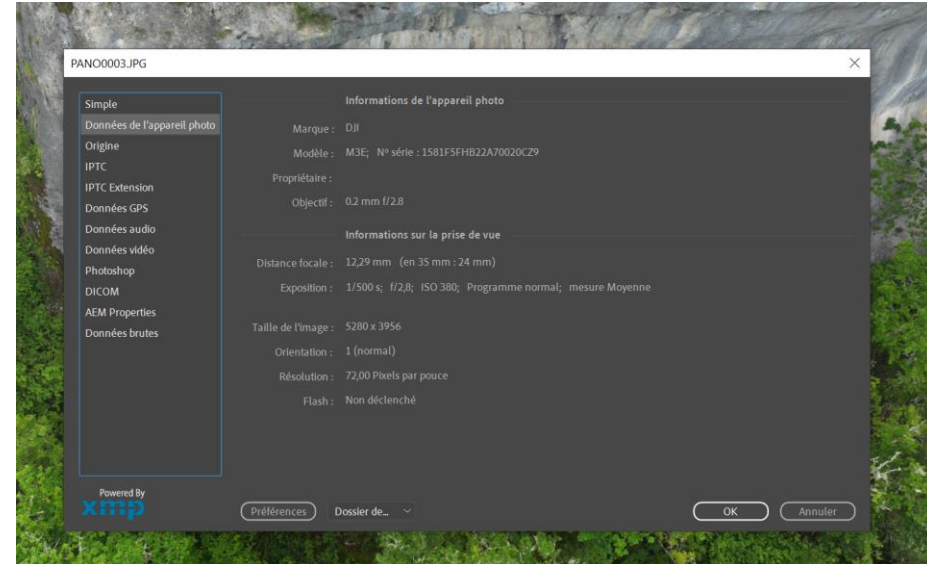 PANO0003.JPG
Simple
Données de l'appareil photo
Origine
IPTC
IPTC Extension
Données GPS
Données audio
Données vidéo
Photoshop
DICOM
AEM Properties
Données brutes
Powered By
xmp
Informations de l'appareil photo
Marque : DJI
Modèle : M3E; Nº série : 1581F5FHB22A70020CZ9
Propriétaire :
Objectif : 0.2 mm f/2.8
Informations sur la prise de vue
Distance focale : 12,29 mm (en 35 mm : 24 mm)
Exposition : 1/500 s; f/2,8; ISO 380; Programme normal; mesure Moyenne
Taille de l'image : 5280 x 3956
Orientation : 1 (normal)
Résolution : 72,00 Pixels par pouce
Flash : Non déclenché
Préférences
Dossier de...
OK
Annuler